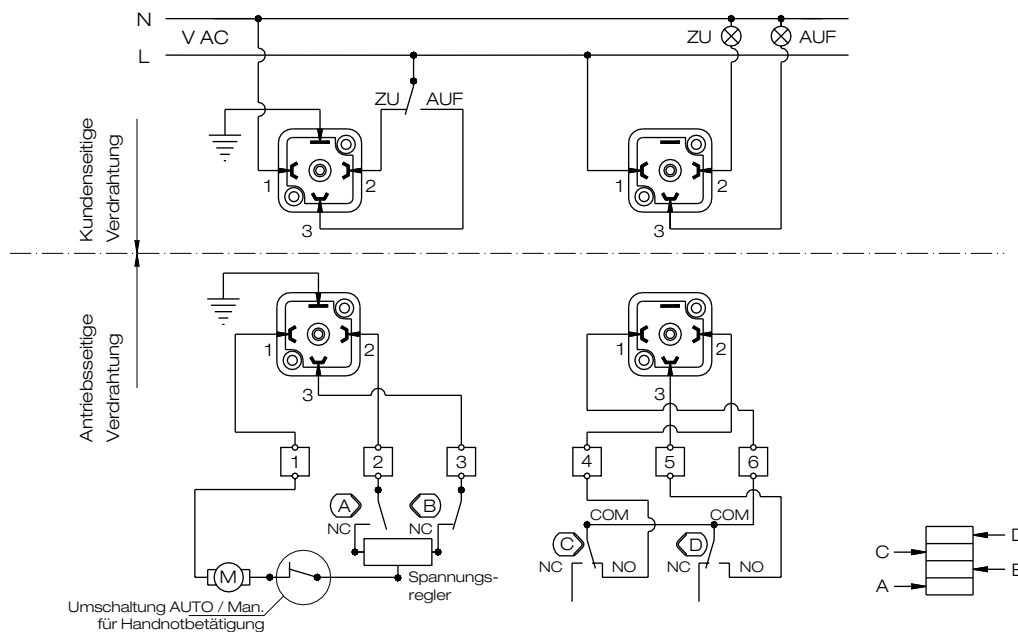 N
V AC
L
ZU
AUF
ZU AUF
1
2
3
1
2
3
Kundenseitige
Verdrahtung
Antriebsseitige
Verdrahtung
1
2
3
1
2
3
1
2
3
4
5
6
A
B
NC
NC
COM
COM
C
D
NC
NO
NC
NO
M
Spannungs-
regler
Umschaltung AUTO / Man.
für Handnotbetätigung
D
C
B
A